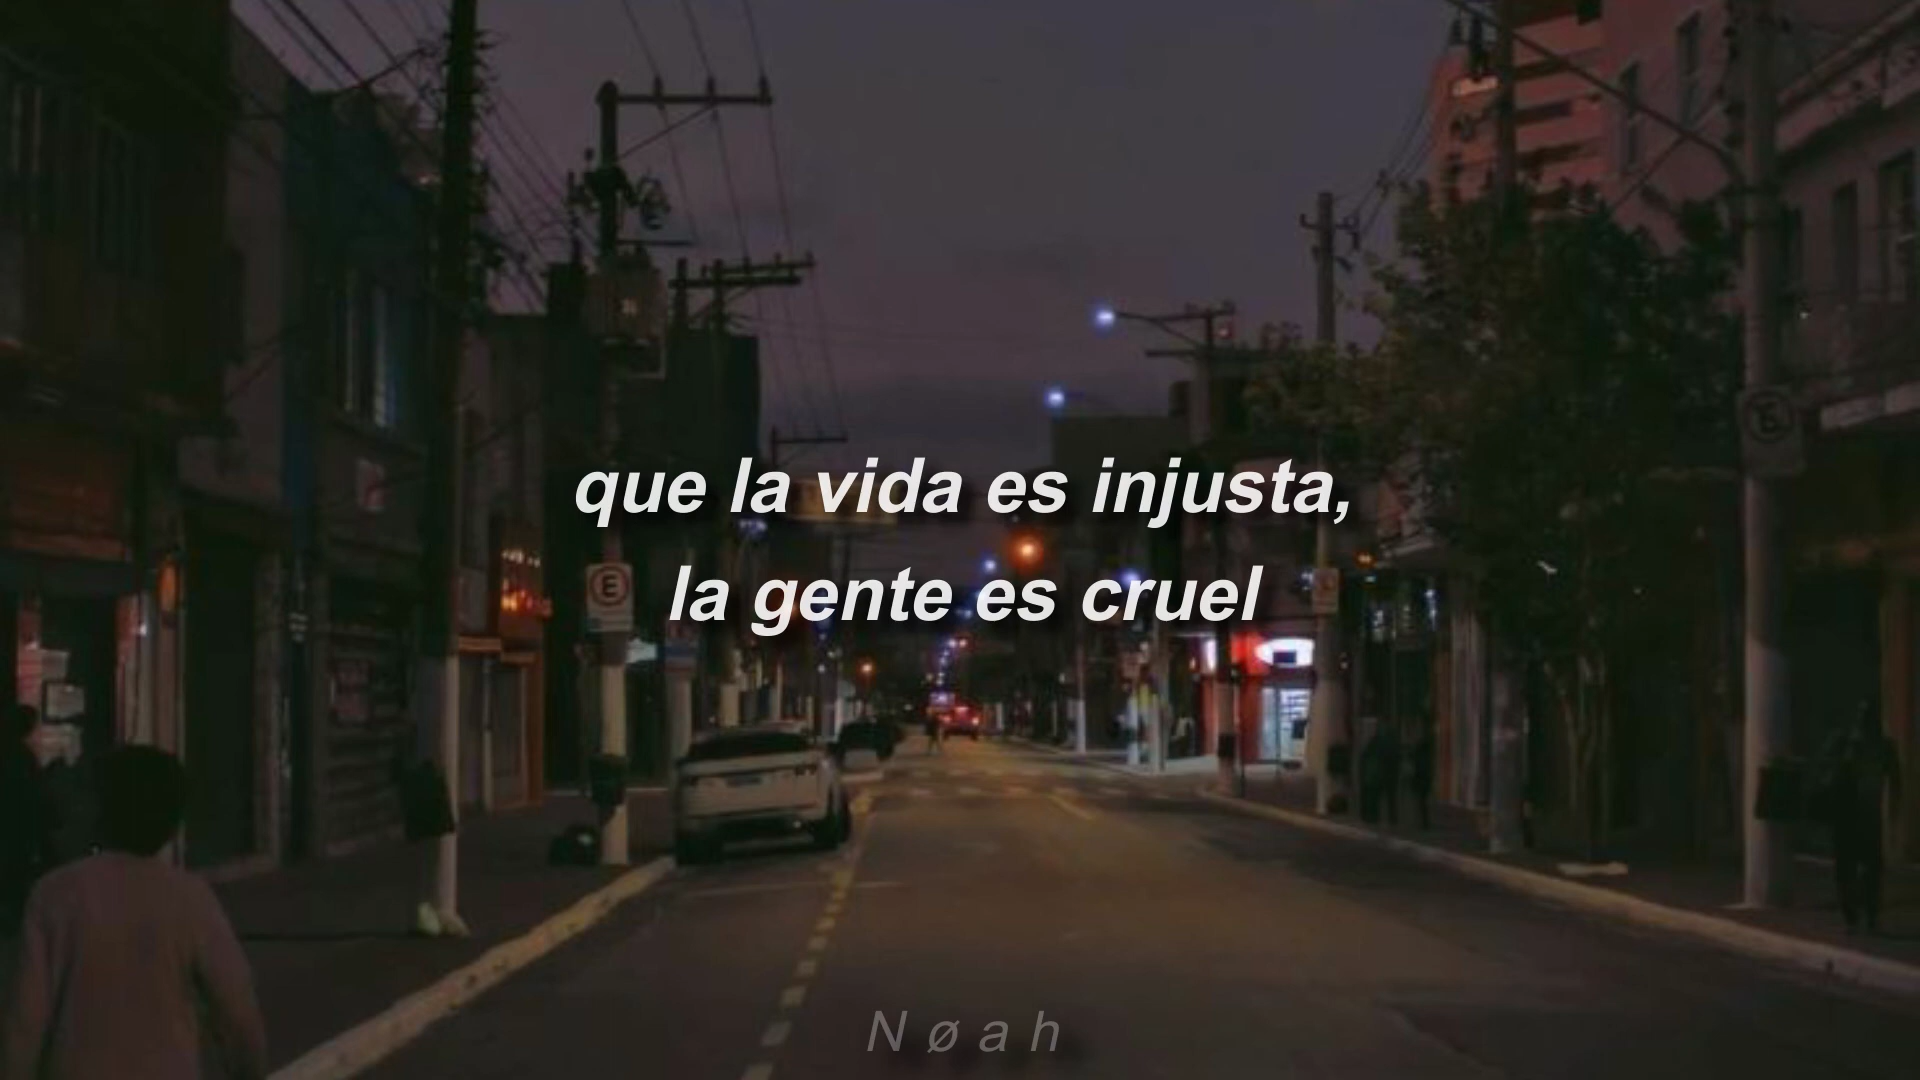 que la vida es injusta,
la gente es cruel
E
E
N ø a h